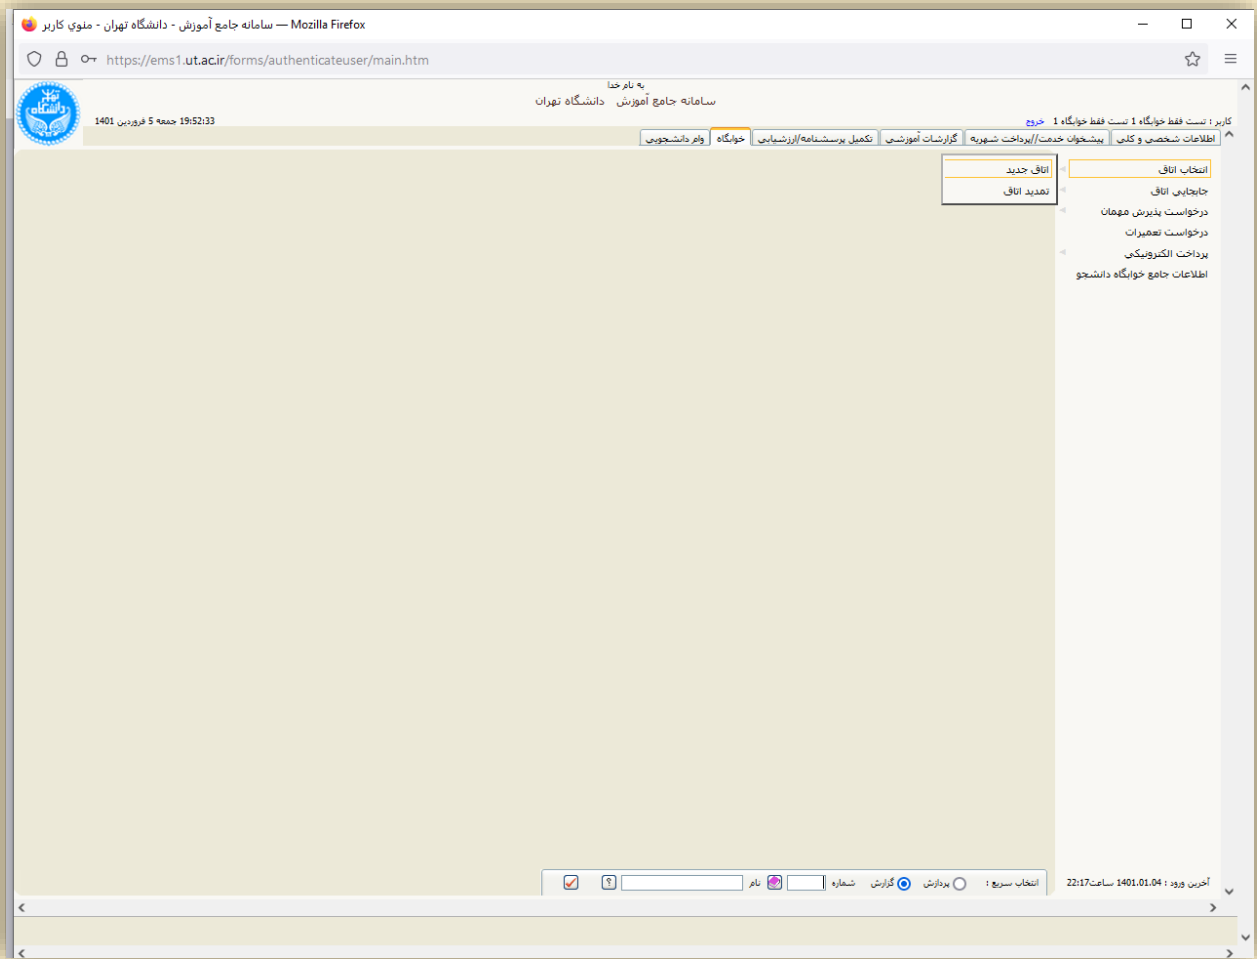 سامانه جامع آموزش - دانشگاه تهران - منوي كاربر — Mozilla Firefox
https://ems1.ut.ac.ir/forms/authenticateuser/main.htm
به نام خدا
سامانه جامع آموزش دانشگاه تهران
کاربر : تست فقط خوابگاه 1 تست فقط خوابگاه 1 خروج
19:52:33 جمعه 5 فروردین 1401
اطلاعات شخصی و کلی
پیشخوان خدمت//پرداخت شهریه
گزارشات آموزشی
تکمیل پرسشنامه/ارزشیابی
خوابگاه
وام دانشجویی
انتخاب اتاق
اتاق جدید
جابجایی اتاق
تمدید اتاق
درخواست پذیرش مهمان
درخواست تعمیرات
پرداخت الکترونیکی
اطلاعات جامع خوابگاه دانشجو
آخرین ورود : 1401.01.04 ساعت22:17
انتخاب سریع : پردازش گزارش شماره نام ؟
دانشگاه تهران